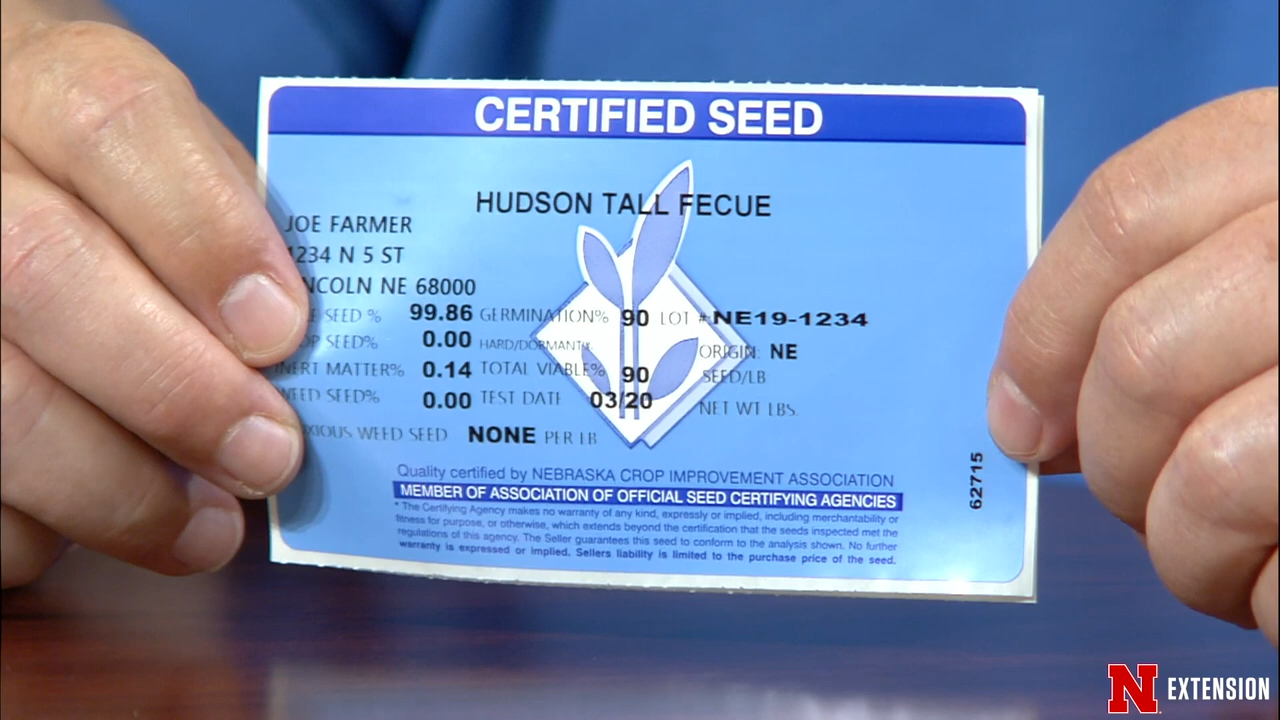 CERTIFIED SEED
HUDSON TALL FECUE
JOE FARMER
1234 N 5 ST
NCOLN NE 68000
SEED % 99.86 GERMINATION% 90 LOT # NE19-1234
OP SEED% 0.00 HARD/DORMANT% ORIGIN: NE
INERT MATTER% 0.14 TOTAL VIABLE% 90 SEED/LB
WEED SEED% 0.00 TEST DATE 03/20 NET WT LBS.
XIOUS WEED SEED NONE PER LB
62715
Quality certified by NEBRASKA CROP IMPROVEMENT ASSOCIATION
MEMBER OF ASSOCIATION OF OFFICIAL SEED CERTIFYING AGENCIES
* The Certifying Agency makes no warranty of any kind, expressly or implied, including merchantability or
fitness for purpose, or otherwise, which extends beyond the certification that the seeds inspected met the
regulations of this agency. The Seller guarantees this seed to conform to the analysis shown. No further
warranty is expressed or implied. Sellers liability is limited to the purchase price of the seed.
N EXTENSION